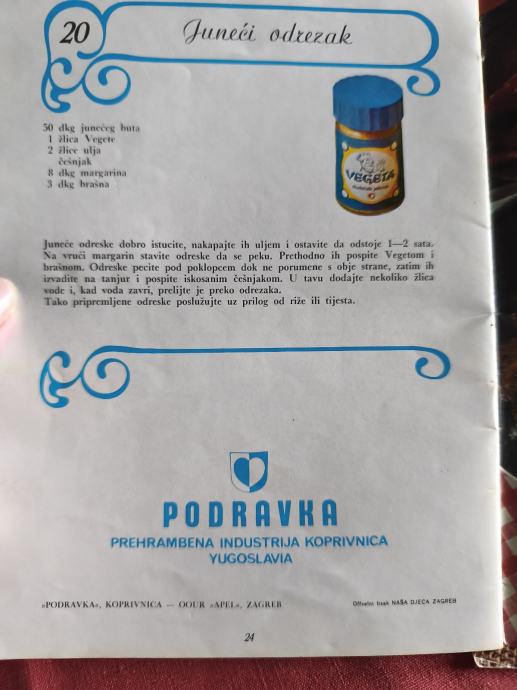 20
Juneći odrezak
50 dkg junećeg buta
1 žlica Vegete
2 žlice ulja
češnjak
8 dkg margarina
3 dkg brašna
VEGETA
Juneće odreske dobro istucite, nakapajte ih uljem i ostavite da odstoje 1—2 sata.
Na vrući margarin stavite odreske da se peku. Prethodno ih pospite Vegetom i
brašnom. Odreske pecite pod poklopcem dok ne porumene s obje strane, zatim ih
izvadite na tanjur i pospite iskosanim češnjakom. U tavu dodajte nekoliko žlica
vode i, kad voda zavri, prelijte je preko odrezaka.
Tako pripremljene odreske poslužujte uz prilog od riže ili tijesta.
PODRAVKA
PREHRAMBENA INDUSTRIJA KOPRIVNICA
YUGOSLAVIA
»PODRAVKA«, KOPRIVNICA — OOUR »APEL«, ZAGREB
Offsetni tisak NAŠA DJECA ZAGREB
24